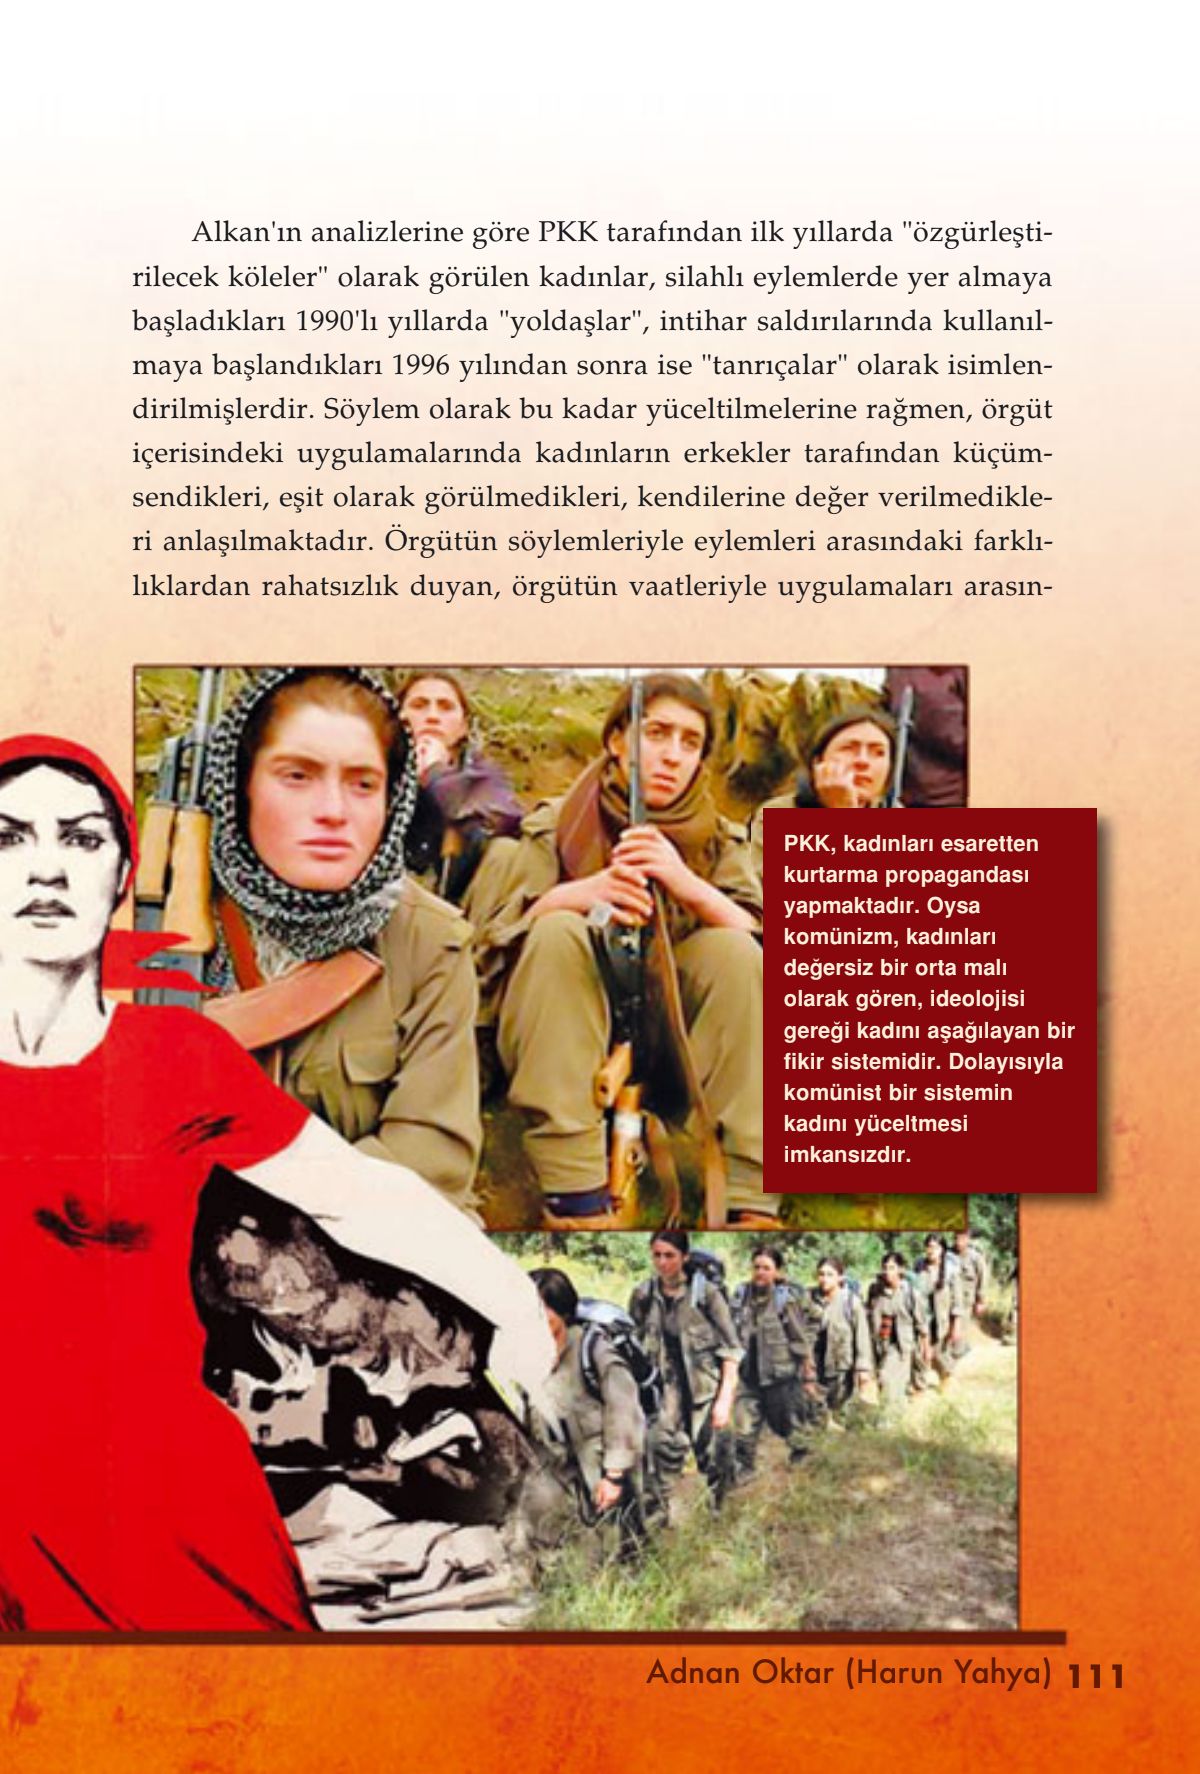 Alkan'ın analizlerine göre PKK tarafından ilk yıllarda "özgürleşti-
rilecek köleler" olarak görülen kadınlar, silahlı eylemlerde yer almaya
başladıkları 1990'lı yıllarda "yoldaşlar", intihar saldırılarında kullanıl-
maya başlandıkları 1996 yılından sonra ise "tanrıçalar" olarak isimlen-
dirilmişlerdir. Söylem olarak bu kadar yüceltilmelerine rağmen, örgüt
içerisindeki uygulamalarında kadınların erkekler tarafından küçüm-
sendikleri, eşit olarak görülmedikleri, kendilerine değer verilmedikle-
ri anlaşılmaktadır. Örgütün söylemleriyle eylemleri arasındaki farklı-
lıklardan rahatsızlık duyan, örgütün vaatleriyle uygulamaları arasın-
PKK, kadınları esaretten
kurtarma propagandası
yapmaktadır. Oysa
komünizm, kadınları
değersiz bir orta malı
olarak gören, ideolojisi
gereği kadını aşağılayan bir
fikir sistemidir. Dolayısıyla
komünist bir sistemin
kadını yüceltmesi
imkansızdır.
Adnan Oktar (Harun Yahya) 111